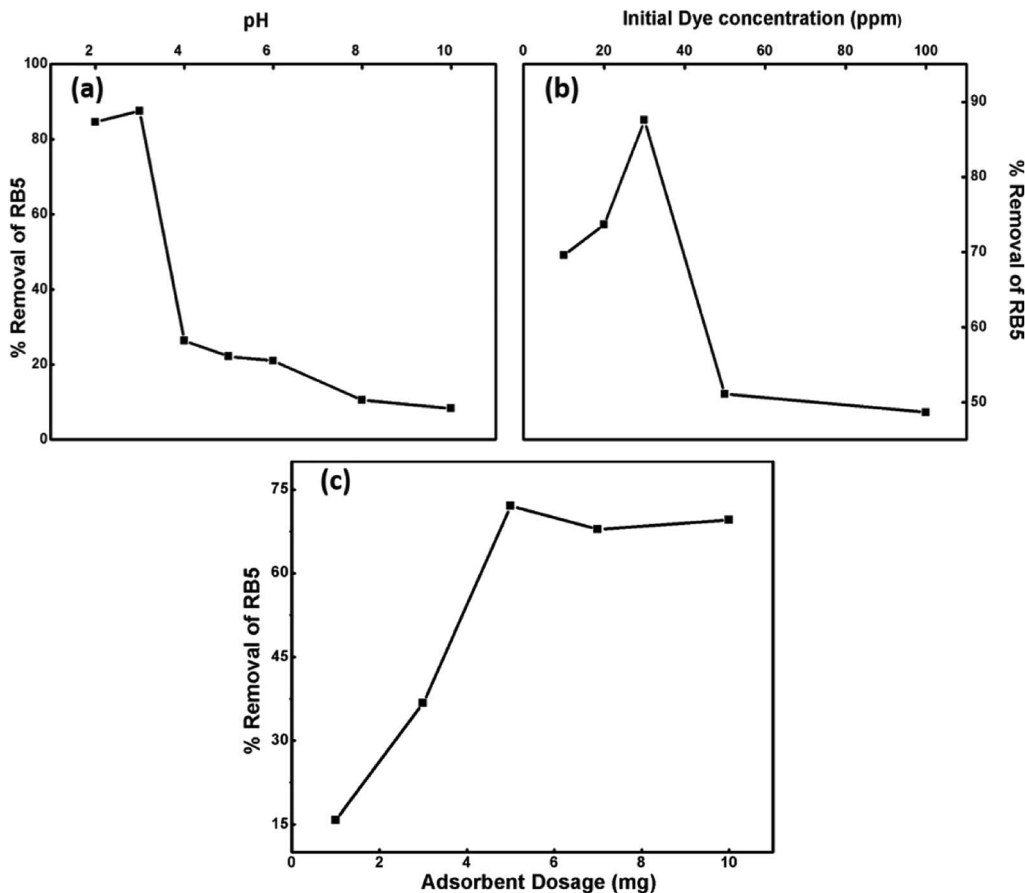 pH
2 4 6 8 10
(a)
100
80
60
40
20
0
% Removal of RB5
Initial Dye concentration (ppm)
0 20 40 60 80 100
(b)
90
80
70
60
50
% Removal of RB5
(c)
75
60
45
30
15
% Removal of RB5
0 2 4 6 8 10
Adsorbent Dosage (mg)